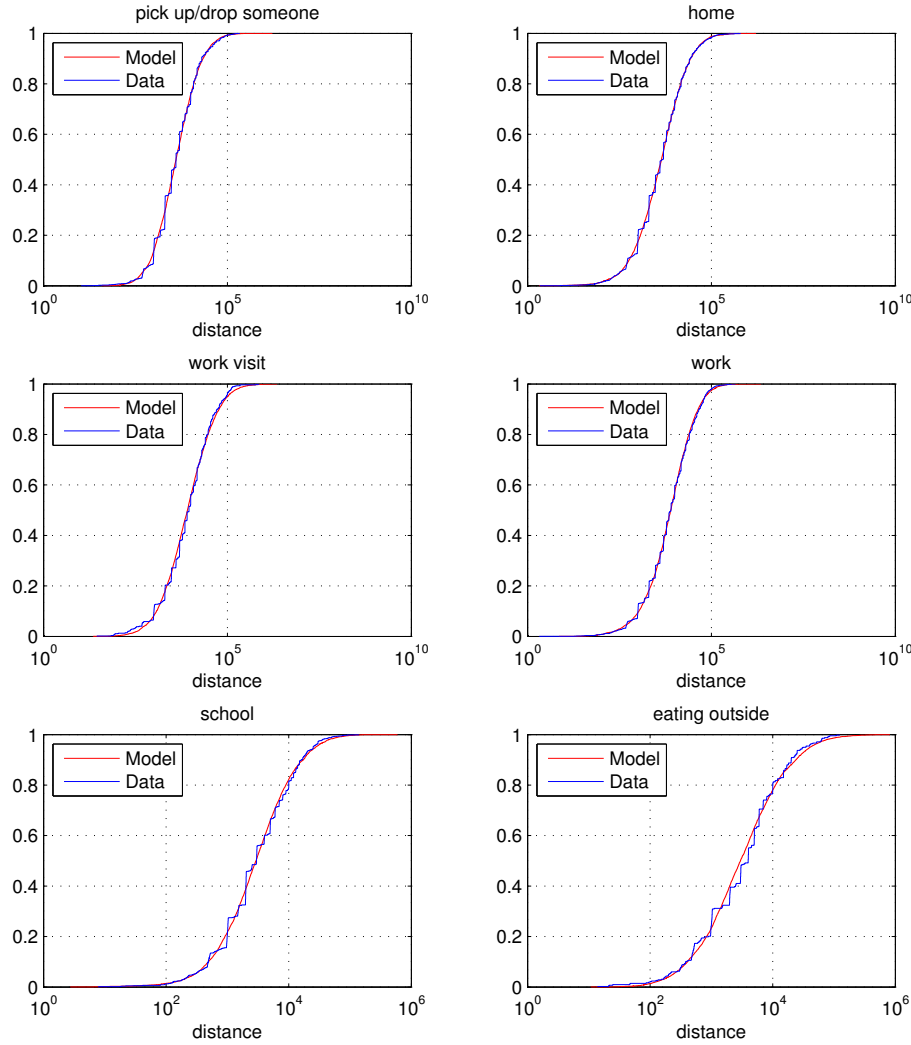 pick up/drop someone
1
0.8
0.6
0.4
0.2
0
Model
Data
10^0
10^5
10^10
distance
home
1
0.8
0.6
0.4
0.2
0
Model
Data
10^0
10^5
10^10
distance
work visit
1
0.8
0.6
0.4
0.2
0
Model
Data
10^0
10^5
10^10
distance
work
1
0.8
0.6
0.4
0.2
0
Model
Data
10^0
10^5
10^10
distance
school
1
0.8
0.6
0.4
0.2
0
Model
Data
10^0
10^2
10^4
10^6
distance
eating outside
1
0.8
0.6
0.4
0.2
0
Model
Data
10^0
10^2
10^4
10^6
distance